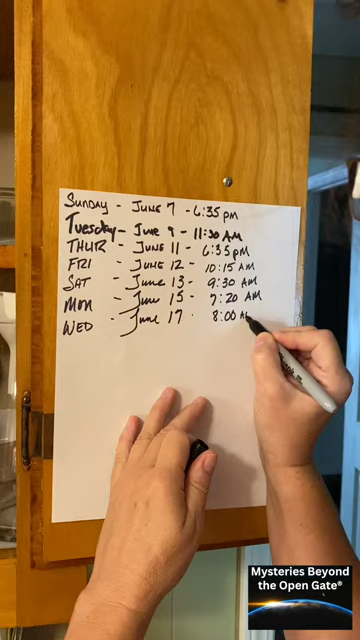 SUNDAY - JUNE 7 - 6:35 pm
Tuesday - June 9 - 11:30 AM
THUR - JUNE 11 - 6:35 PM
FRI - JUNE 12 - 10:15 AM
SAT - June 13 - 9:30 AM
MON - June 15 - 7:20 AM
WED - June 17 - 8:00 A
Mysteries Beyond
the Open Gate®